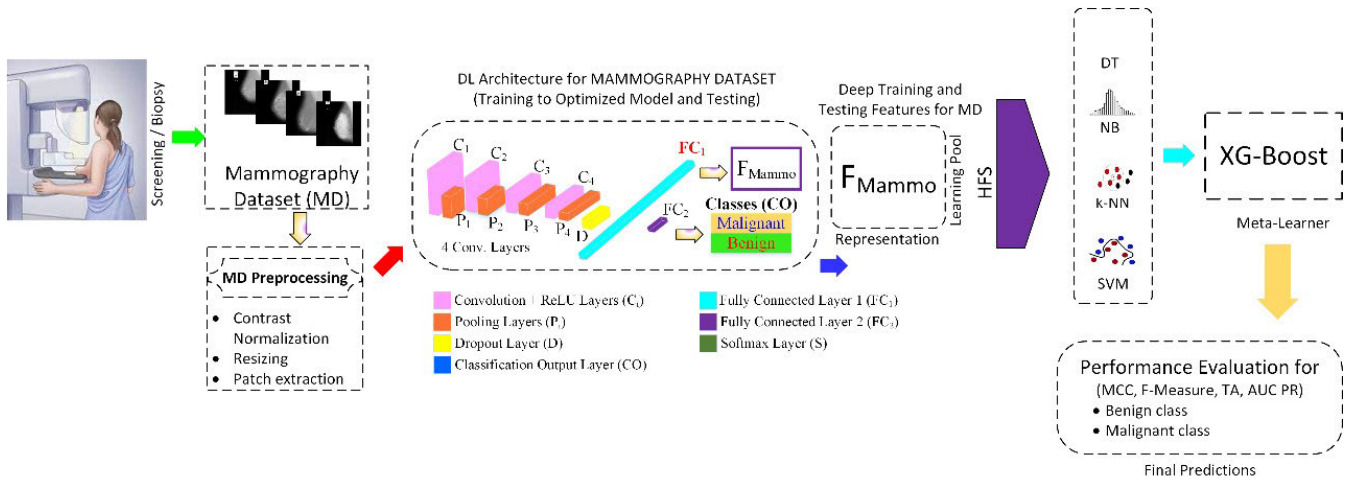 Screening / Biopsy
Mammography
Dataset (MD)
MD Preprocessing
• Contrast
Normalization
• Resizing
• Patch extraction
DL Architecture for MAMMOGRAPHY DATASET
(Training to Optimized Model and Testing)
C1
C2
C3
C4
P1
P2
P3
P4
D
4 Conv. Layers
FC1
FC2
FMammo
Classes (CO)
Malignant
Benign
Convolution + ReLU Layers (Ci)
Pooling Layers (Pi)
Dropout Layer (D)
Classification Output Layer (CO)
Fully Connected Layer 1 (FC1)
Fully Connected Layer 2 (FC2)
Softmax Layer (S)
Deep Training and
Testing Features for MD
FMammo
Learning Pool
Representation
HFS
DT
NB
k-NN
SVM
XG-Boost
Meta-Learner
Performance Evaluation for
(MCC, F-Measure, TA, AUC PR)
• Benign class
• Malignant class
Final Predictions